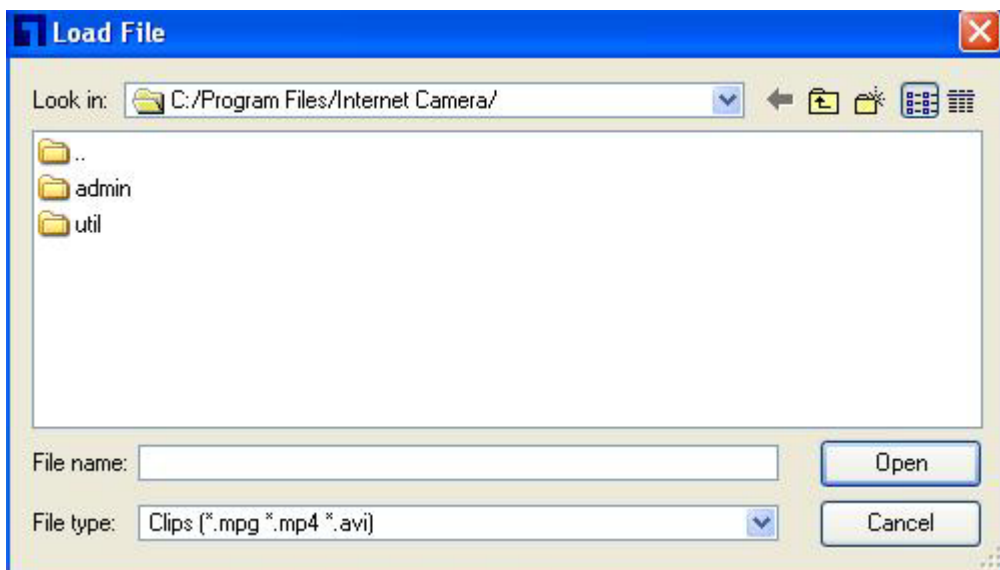 Load File
Look in: C:/Program Files/Internet Camera/
..
admin
util
File name: Open
File type: Clips (*.mpg *.mp4 *.avi) Cancel